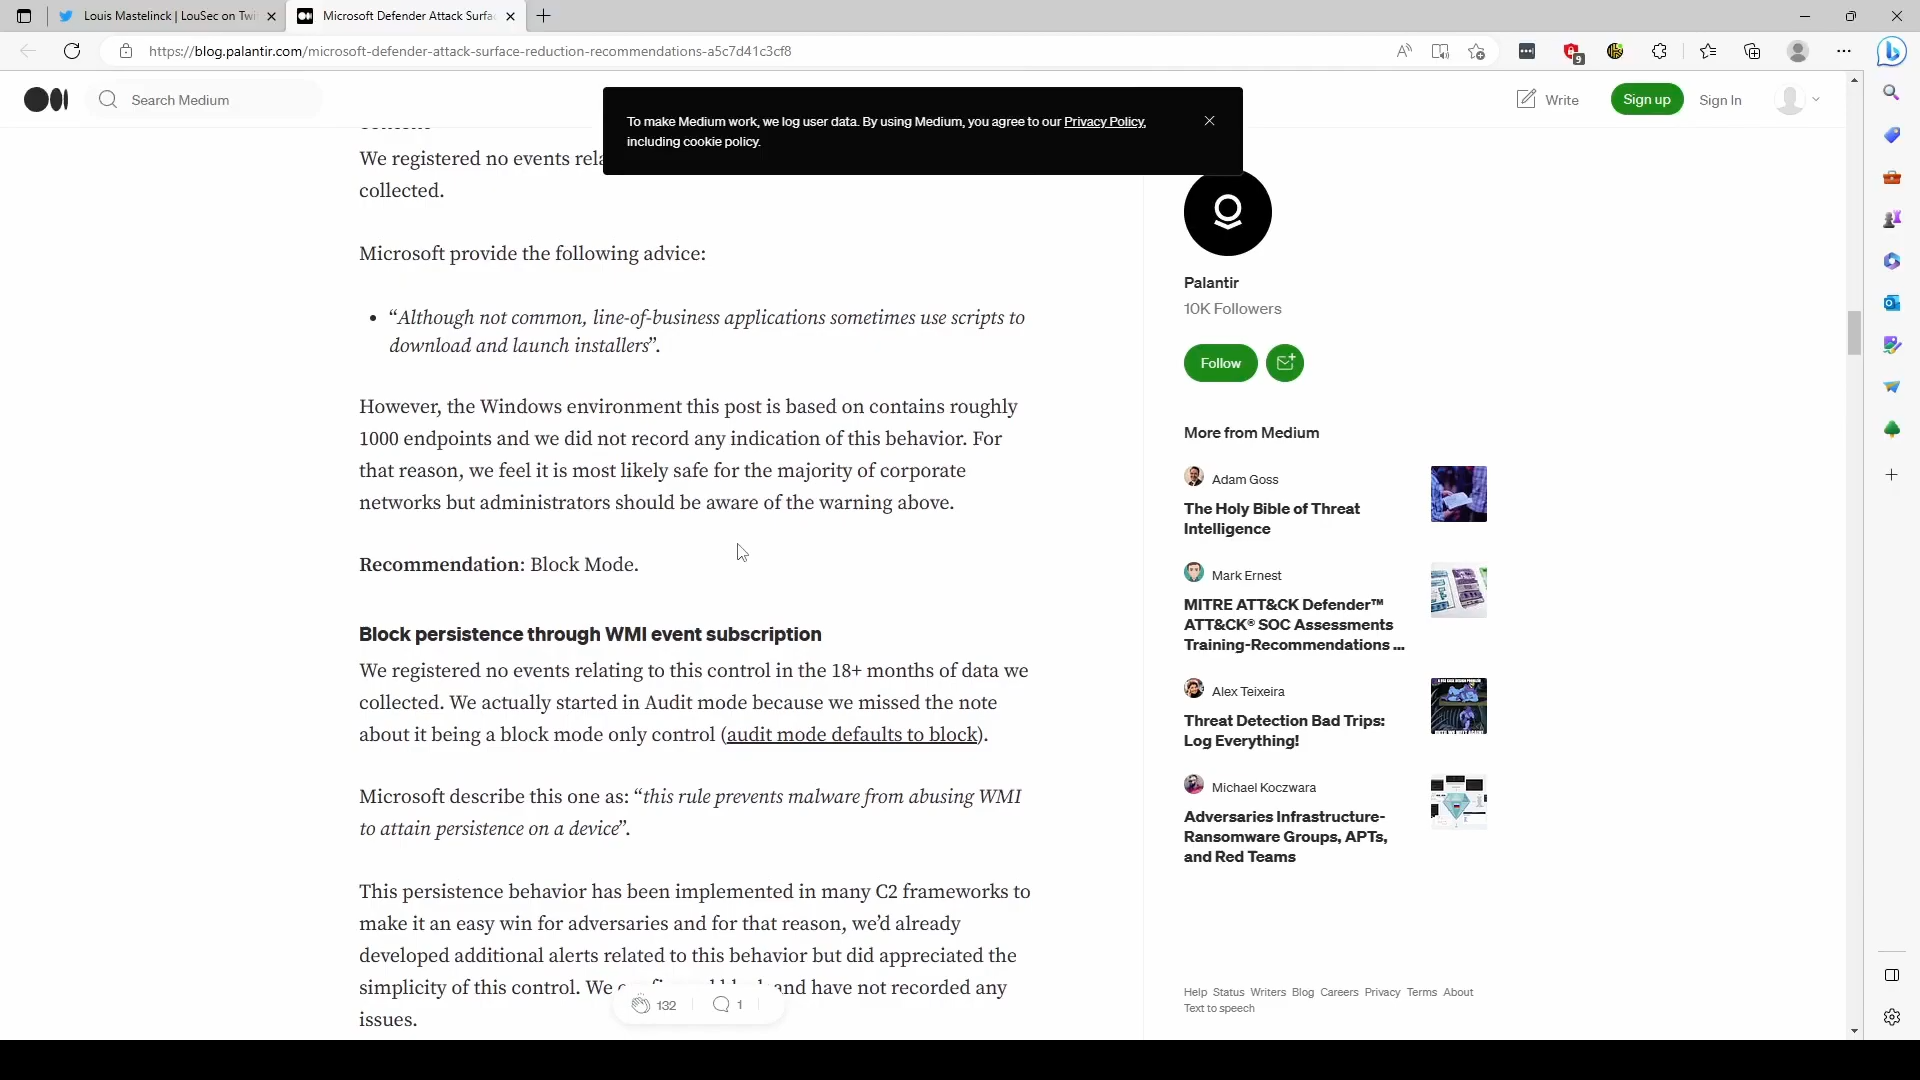 Louis Mastelinck | LouSec on Twi
Microsoft Defender Attack Surfa
https://blog.palantir.com/microsoft-defender-attack-surface-reduction-recommendations-a5c7d41c3cf8
9
Search Medium
Write
Sign up
Sign In
To make Medium work, we log user data. By using Medium, you agree to our Privacy Policy,
including cookie policy.
We registered no events rela
collected.
Microsoft provide the following advice:
• “Although not common, line-of-business applications sometimes use scripts to
download and launch installers”.
However, the Windows environment this post is based on contains roughly
1000 endpoints and we did not record any indication of this behavior. For
that reason, we feel it is most likely safe for the majority of corporate
networks but administrators should be aware of the warning above.
Recommendation: Block Mode.
Block persistence through WMI event subscription
We registered no events relating to this control in the 18+ months of data we
collected. We actually started in Audit mode because we missed the note
about it being a block mode only control (audit mode defaults to block).
Microsoft describe this one as: “this rule prevents malware from abusing WMI
to attain persistence on a device”.
This persistence behavior has been implemented in many C2 frameworks to
make it an easy win for adversaries and for that reason, we’d already
developed additional alerts related to this behavior but did appreciated the
simplicity of this control. We and have not recorded any
issues.
132
1
Palantir
10K Followers
Follow
More from Medium
Adam Goss
The Holy Bible of Threat
Intelligence
Mark Ernest
MITRE ATT&CK Defender™
ATT&CK® SOC Assessments
Training-Recommendations ...
Alex Teixeira
Threat Detection Bad Trips:
Log Everything!
Michael Koczwara
Adversaries Infrastructure-
Ransomware Groups, APTs,
and Red Teams
Help Status Writers Blog Careers Privacy Terms About
Text to speech